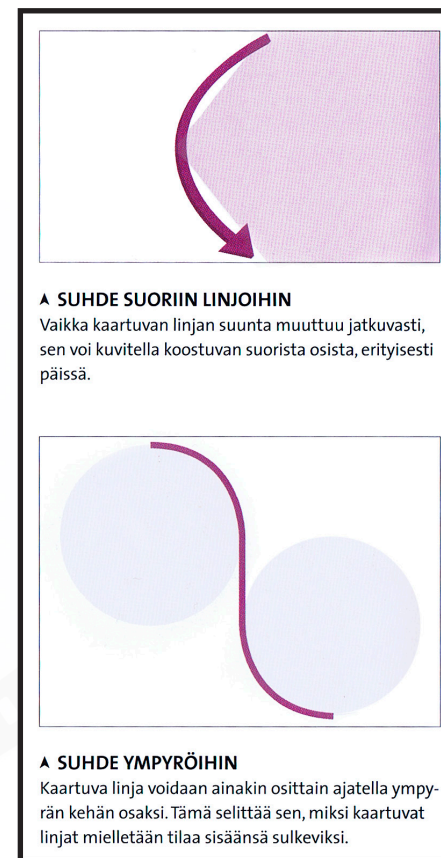 SUHDE SUORIIN LINJOIHIN
Vaikka kaartuvan linjan suunta muuttuu jatkuvasti,
sen voi kuvitella koostuvan suorista osista, erityisesti
päissä.
SUHDE YMPYRÖIHIN
Kaartuva linja voidaan ainakin osittain ajatella ympy-
rän kehän osaksi. Tämä selittää sen, miksi kaartuvat
linjat mielletään tilaa sisäänsä sulkeviksi.